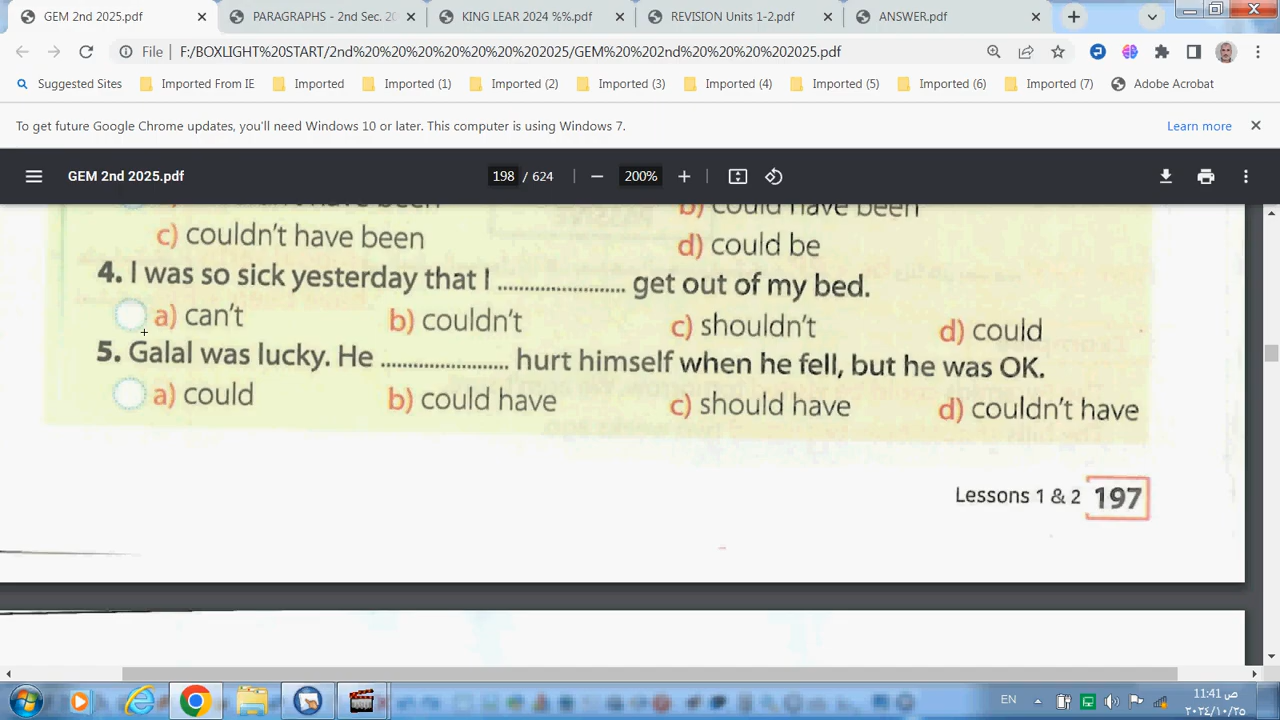 GEM 2nd 2025.pdf
PARAGRAPHS - 2nd Sec. 20
KING LEAR 2024 %6%.pdf
REVISION Units 1-2.pdf
ANSWER.pdf
File | F:/BOXLIGHT%20START/2nd%20%20%20%20%20%20%202025/GEM%20%202nd%20%20%20%202025.pdf
Suggested Sites Imported From IE Imported Imported (1) Imported (2) Imported (3) Imported (4) Imported (5) Imported (6) Imported (7) Adobe Acrobat
To get future Google Chrome updates, you'll need Windows 10 or later. This computer is using Windows 7. Learn more
GEM 2nd 2025.pdf 198 / 624 200%
b) could have been
c) couldn't have been d) could be
4. I was so sick yesterday that I ........................ get out of my bed.
a) can't b) couldn't c) shouldn't d) could
5. Galal was lucky. He ........................ hurt himself when he fell, but he was OK.
a) could b) could have c) should have d) couldn't have
Lessons 1 & 2 197
EN 11:41 ص
٢٠٢٤/١٠/٢٥